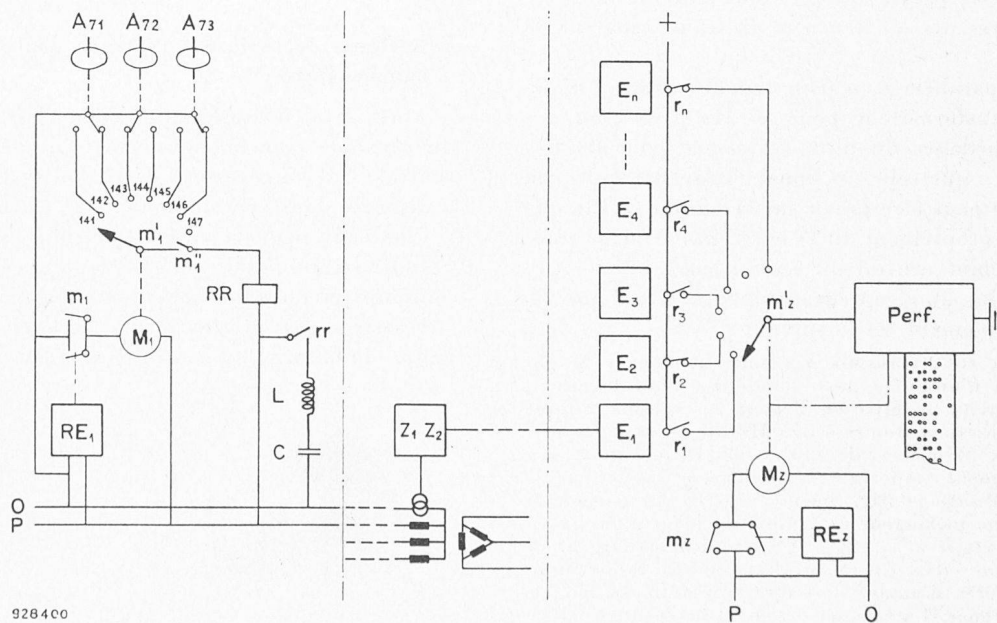 A71 A72 A73
+
En
rn
E4
r4
141 142 143 144 145 146 147
m'1
m"1
RR
rr
m1
M1
L
C
RE1
E3
r3
m'z
Perf.
E2
r2
Z1 Z2
E1
r1
Mz
mz
REz
O
P
P O
928400